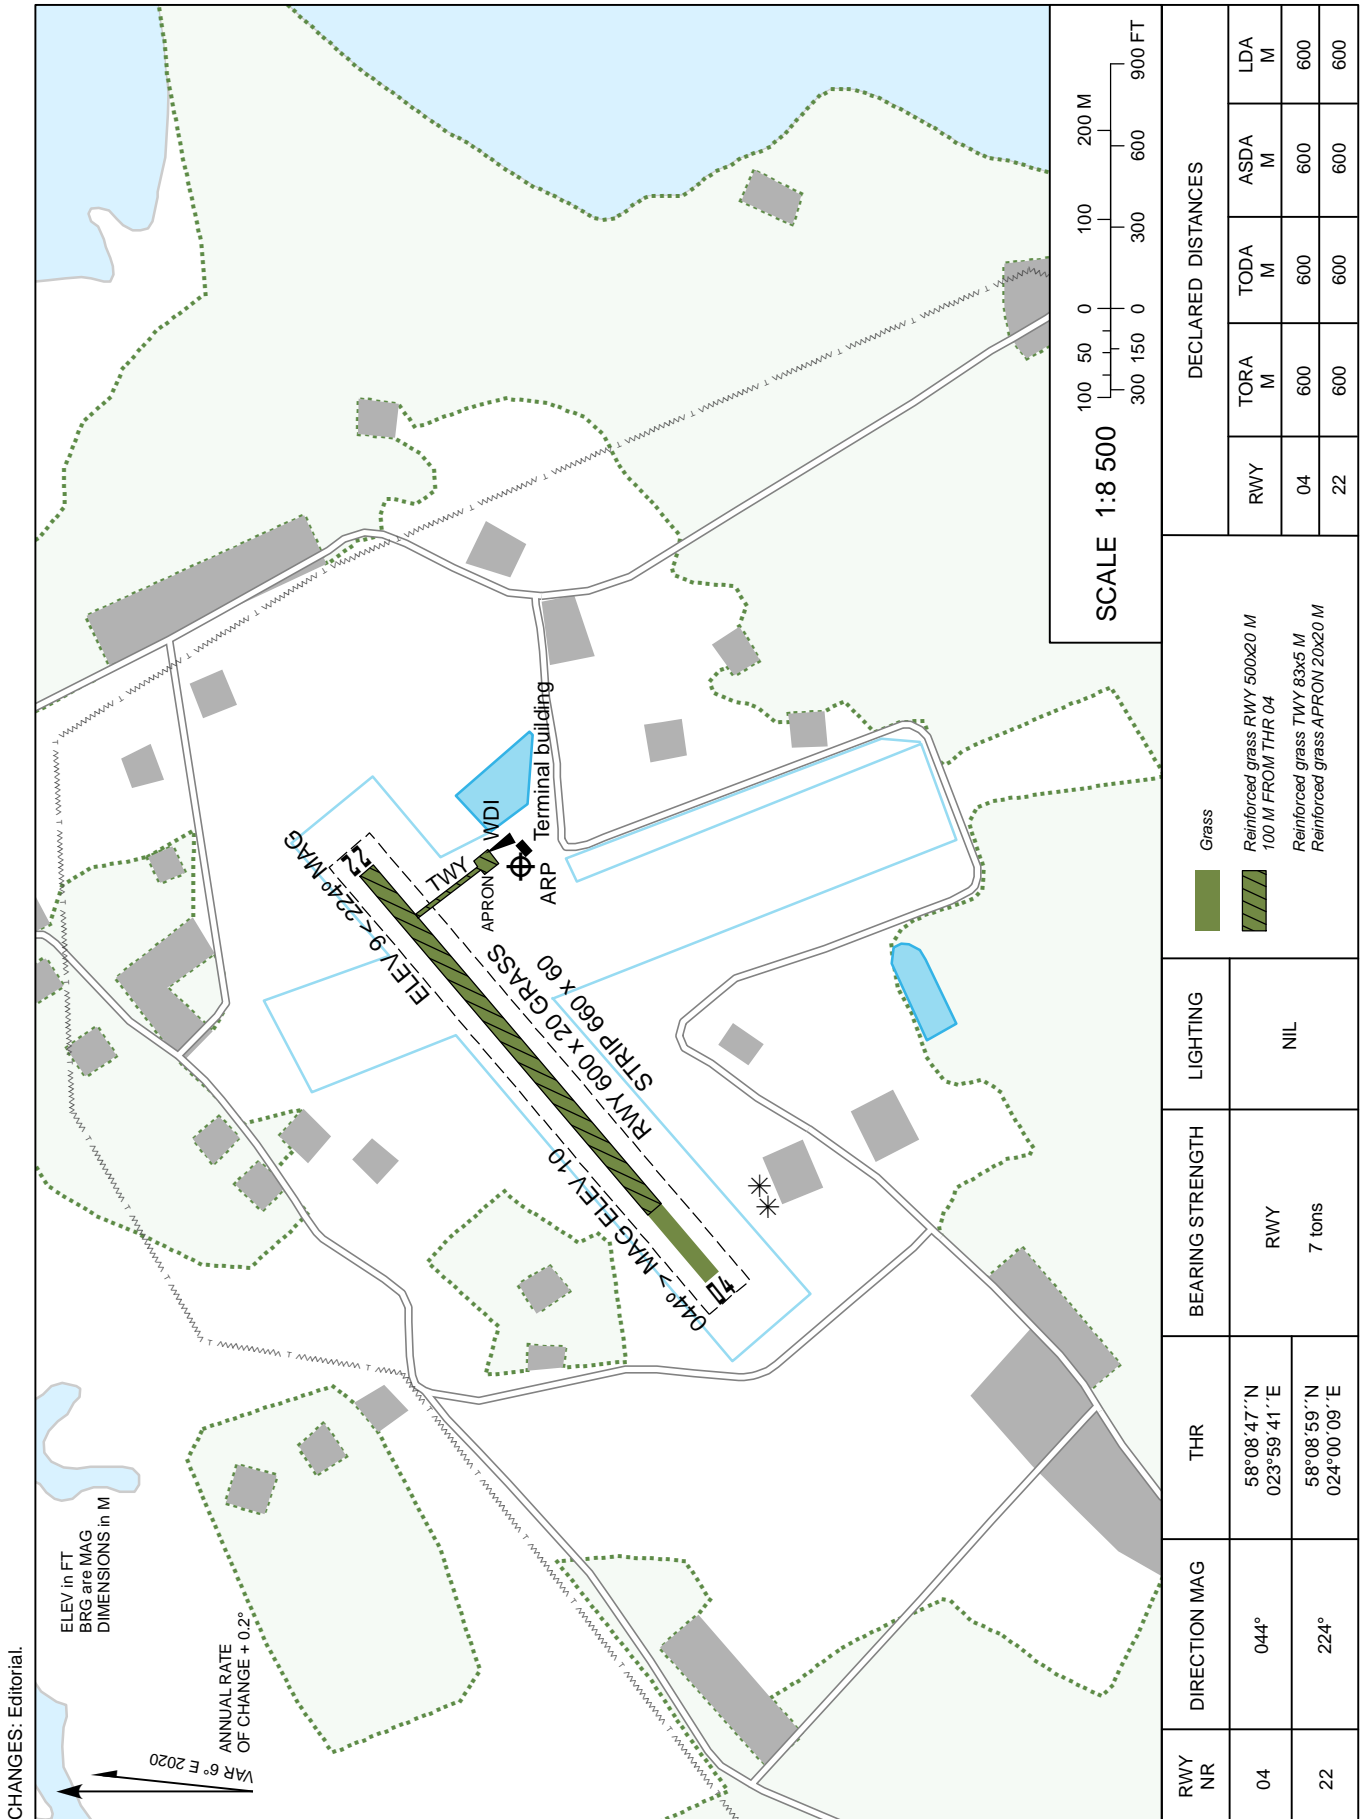 CHANGES: Editorial.
ELEV in FT
BRG are MAG
DIMENSIONS in M
VAR 6° E 2020
ANNUAL RATE
OF CHANGE + 0.2°
22
ELEV 9 < 224° MAG
TWY
APRON
WDI
ARP
Terminal building
RWY 600 x 20 GRASS
STRIP 660 x 60
044° > MAG ELEV 10
04
SCALE 1:8 500
100 50 0 100 200 M
300 150 0 300 600 900 FT
RWY
NR
DIRECTION MAG
THR
BEARING STRENGTH
LIGHTING
04
044°
58°08´47´´N
023°59´41´´E
RWY
7 tons
NIL
22
224°
58°08´59´´N
024°00´09´´E
Grass
Reinforced grass RWY 500x20 M
100 M FROM THR 04
Reinforced grass TWY 83x5 M
Reinforced grass APRON 20x20 M
DECLARED DISTANCES
RWY
TORA
M
TODA
M
ASDA
M
LDA
M
04 600 600 600 600
22 600 600 600 600